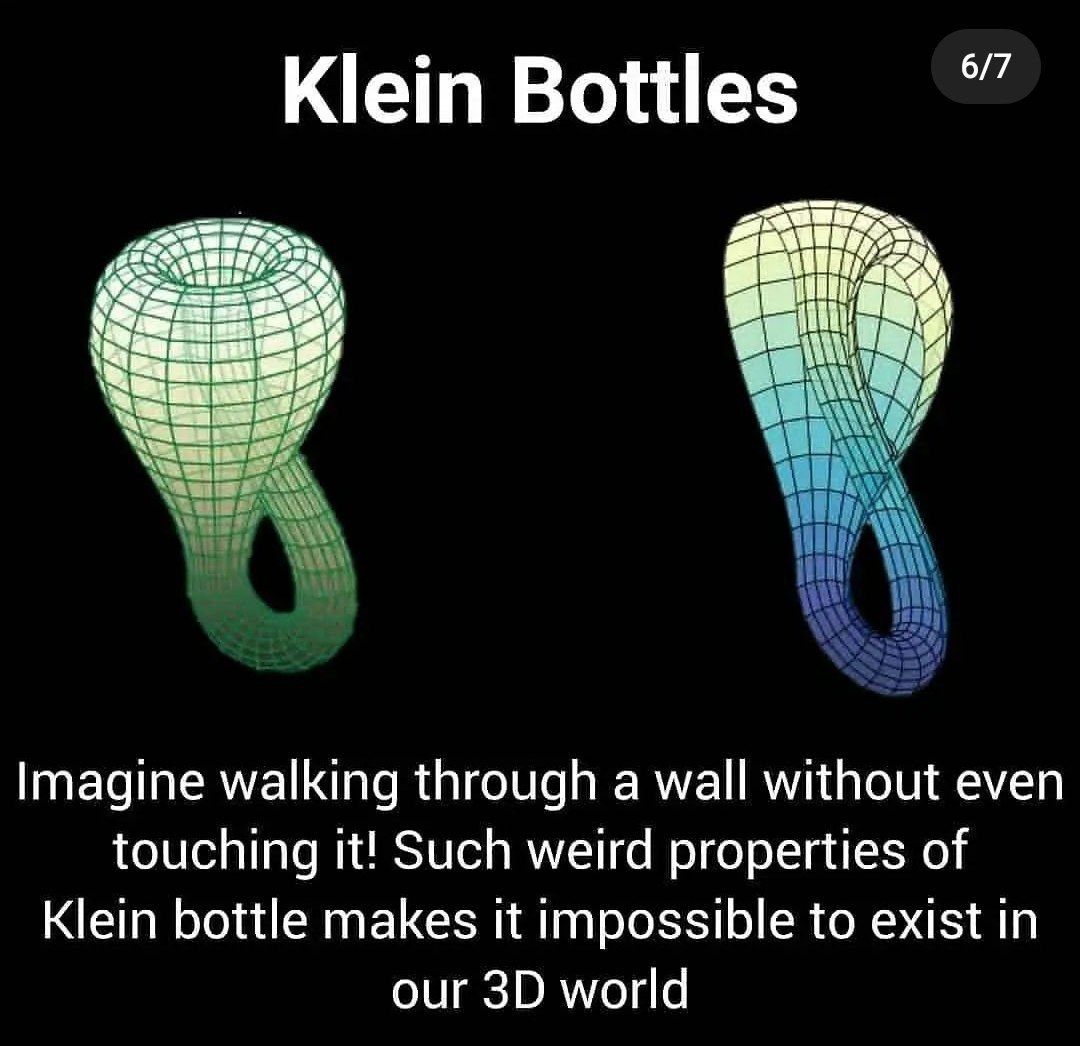 Klein Bottles
6/7
Imagine walking through a wall without even
touching it! Such weird properties of
Klein bottle makes it impossible to exist in
our 3D world